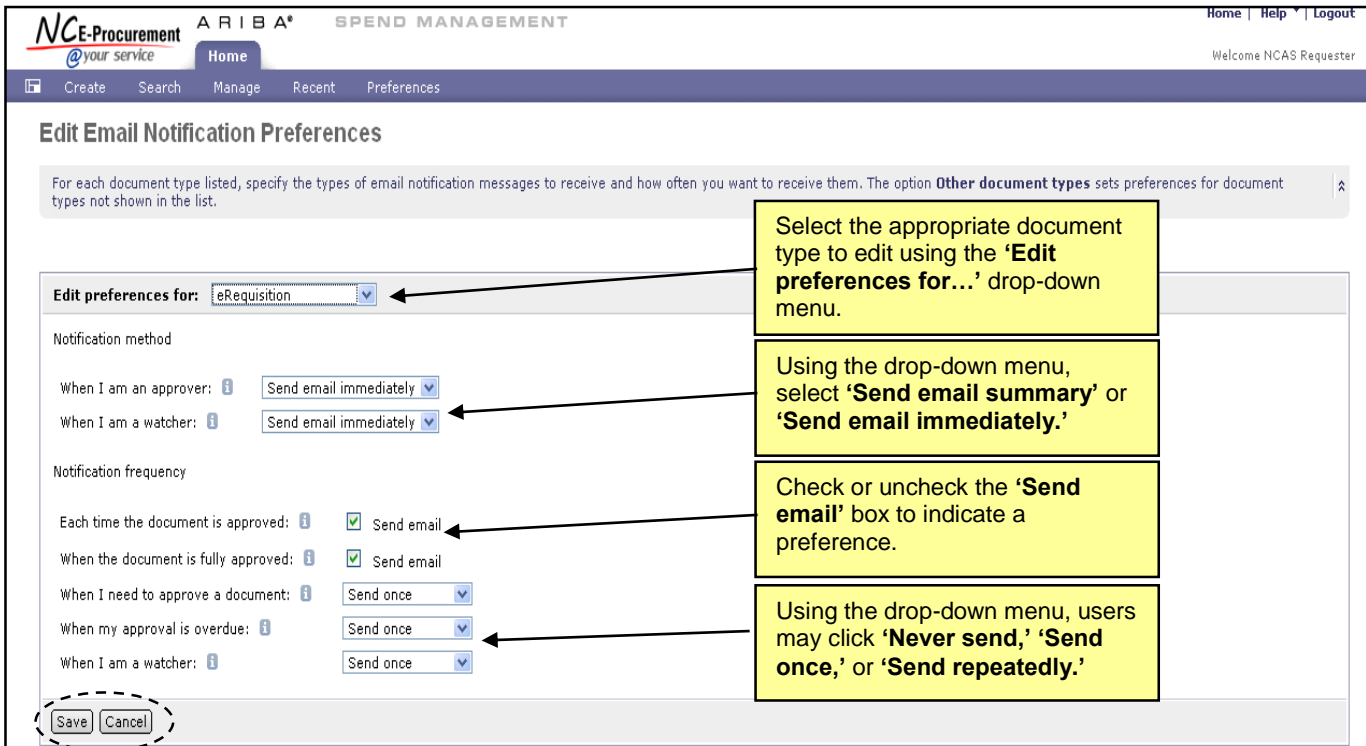 Home | Help | Logout
NC E-Procurement
@ your service
ARIBA® SPEND MANAGEMENT
Home
Welcome NCAS Requester
Create Search Manage Recent Preferences
Edit Email Notification Preferences
For each document type listed, specify the types of email notification messages to receive and how often you want to receive them. The option Other document types sets preferences for document
types not shown in the list.
Select the appropriate document
type to edit using the ‘Edit
preferences for…’ drop-down
menu.
Edit preferences for: eRequisition
Notification method
When I am an approver: Send email immediately
When I am a watcher: Send email immediately
Using the drop-down menu,
select ‘Send email summary’ or
‘Send email immediately.’
Notification frequency
Each time the document is approved: Send email
When the document is fully approved: Send email
Check or uncheck the ‘Send
email’ box to indicate a
preference.
When I need to approve a document: Send once
When my approval is overdue: Send once
When I am a watcher: Send once
Using the drop-down menu, users
may click ‘Never send,’ ‘Send
once,’ or ‘Send repeatedly.’
Save Cancel